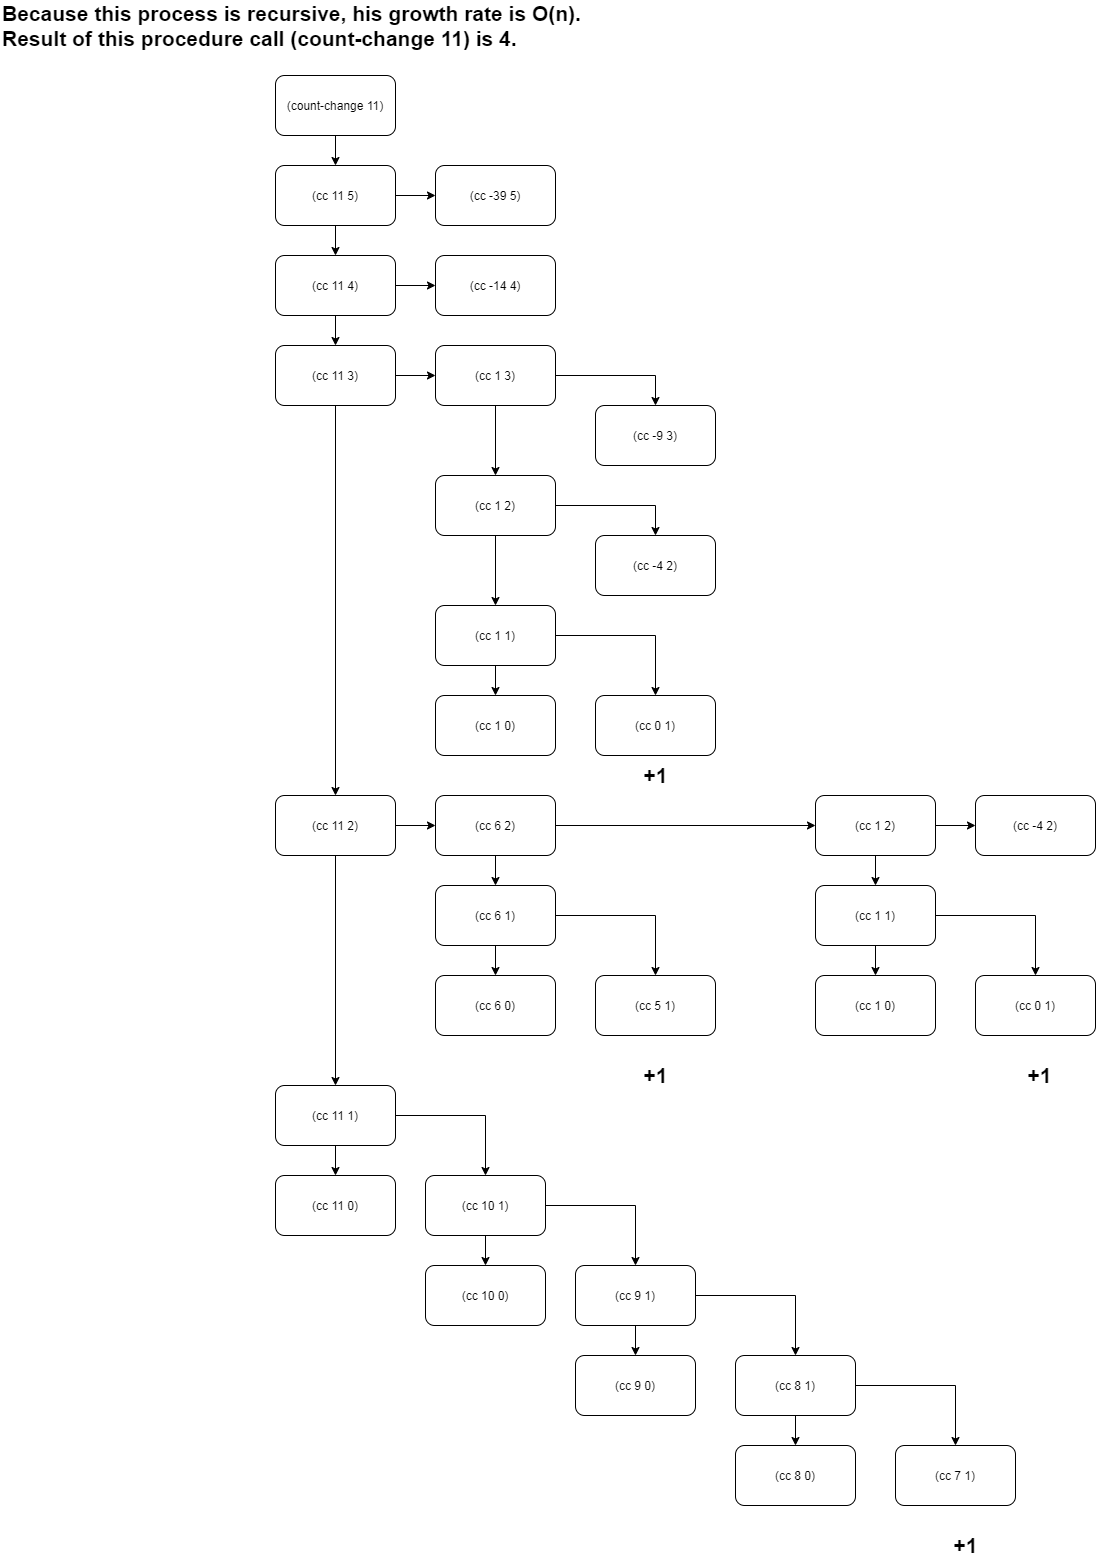 Because this process is recursive, his growth rate is O(n).
Result of this procedure call (count-change 11) is 4.
(count-change 11)
(cc 11 5)
(cc -39 5)
(cc 11 4)
(cc -14 4)
(cc 11 3)
(cc 1 3)
(cc -9 3)
(cc 1 2)
(cc -4 2)
(cc 1 1)
(cc 1 0)
(cc 0 1)
+1
(cc 11 2)
(cc 6 2)
(cc 1 2)
(cc -4 2)
(cc 6 1)
(cc 1 1)
(cc 6 0)
(cc 5 1)
(cc 1 0)
(cc 0 1)
+1
+1
(cc 11 1)
(cc 11 0)
(cc 10 1)
(cc 10 0)
(cc 9 1)
(cc 9 0)
(cc 8 1)
(cc 8 0)
(cc 7 1)
+1